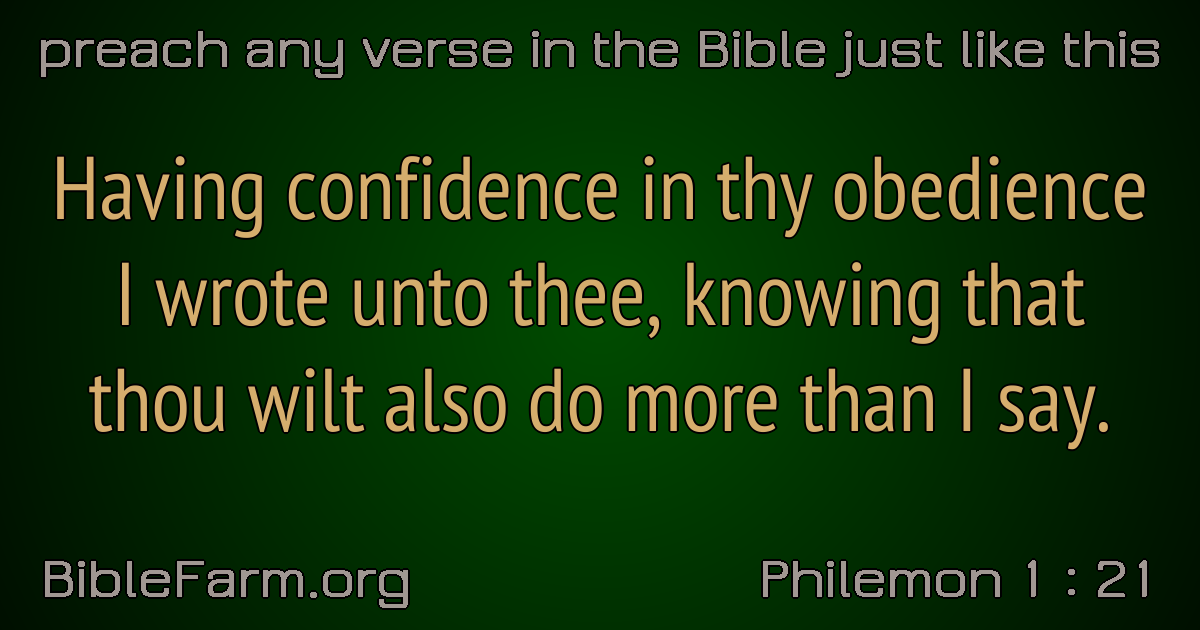 preach any verse in the Bible just like this
Having confidence in thy obedience
I wrote unto thee, knowing that
thou wilt also do more than I say.
BibleFarm.org
Philemon 1 : 21